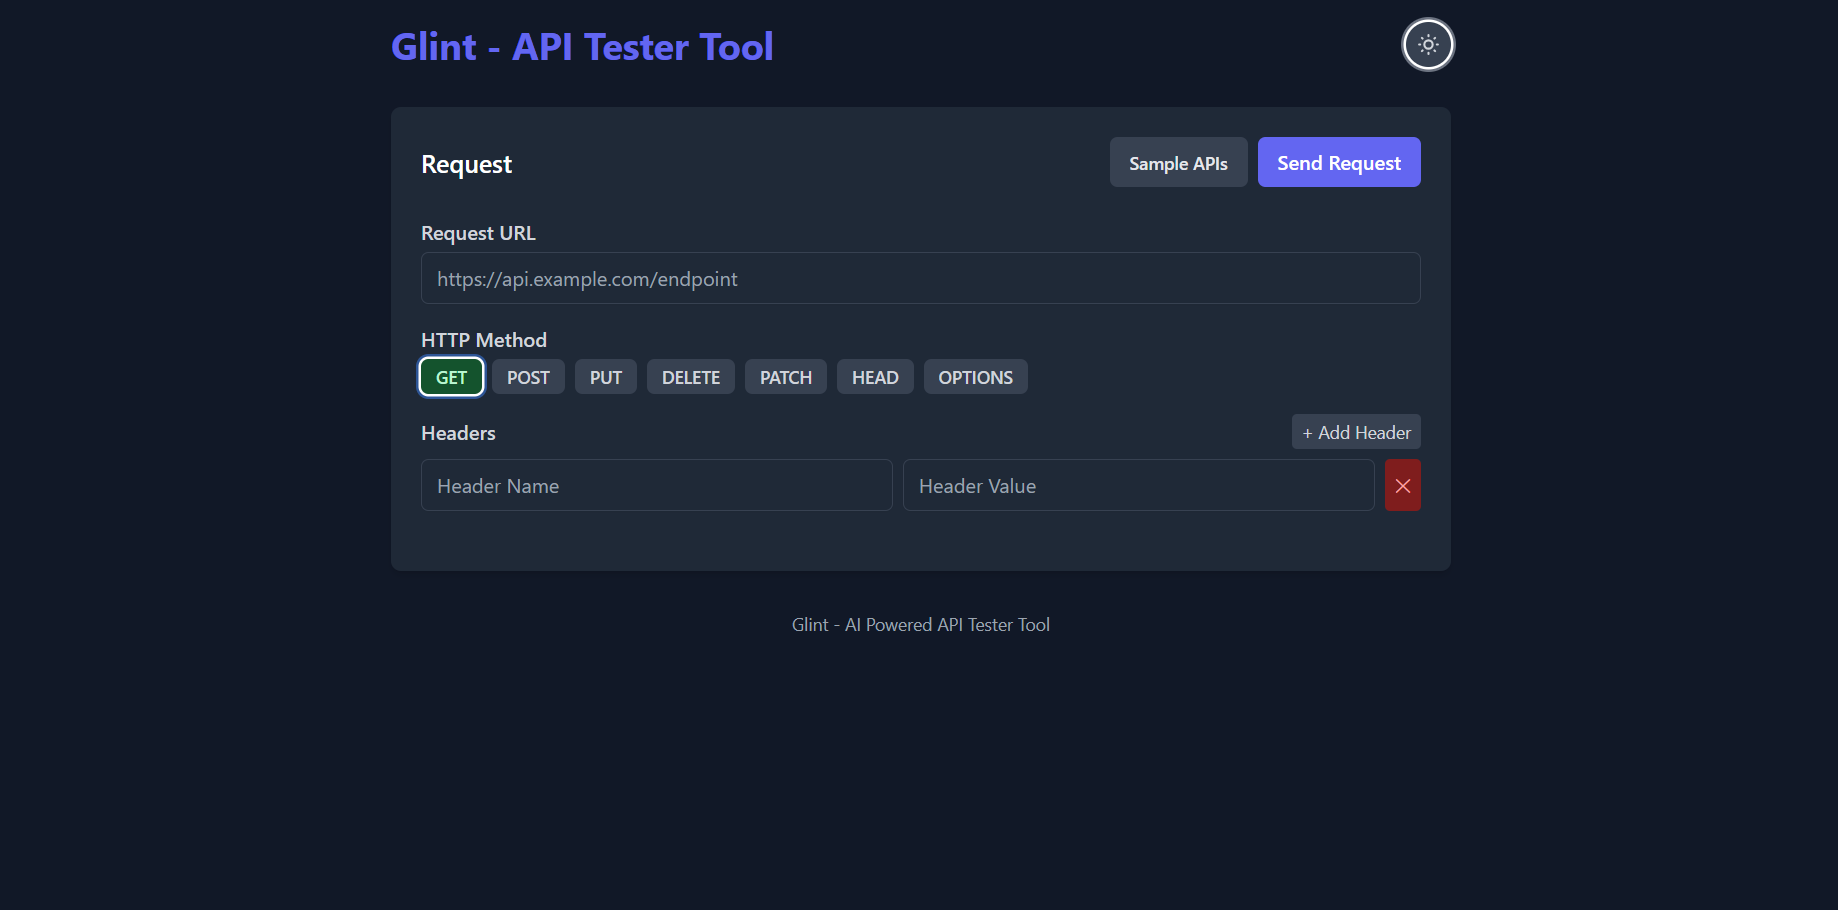 Glint - API Tester Tool
Request
Sample APIs
Send Request
Request URL
https://api.example.com/endpoint
HTTP Method
GET POST PUT DELETE PATCH HEAD OPTIONS
Headers
+ Add Header
Header Name
Header Value
Glint - AI Powered API Tester Tool